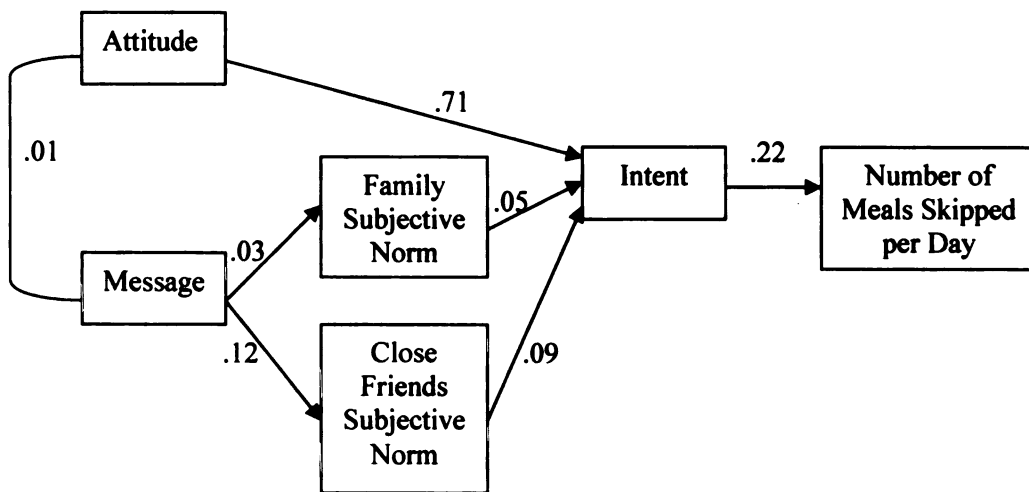 Attitude
.71
.01
Family
Subjective
Norm
.05
Intent
.22
Number of
Meals Skipped
per Day
.03
Message
.12
Close
Friends
Subjective
Norm
.09